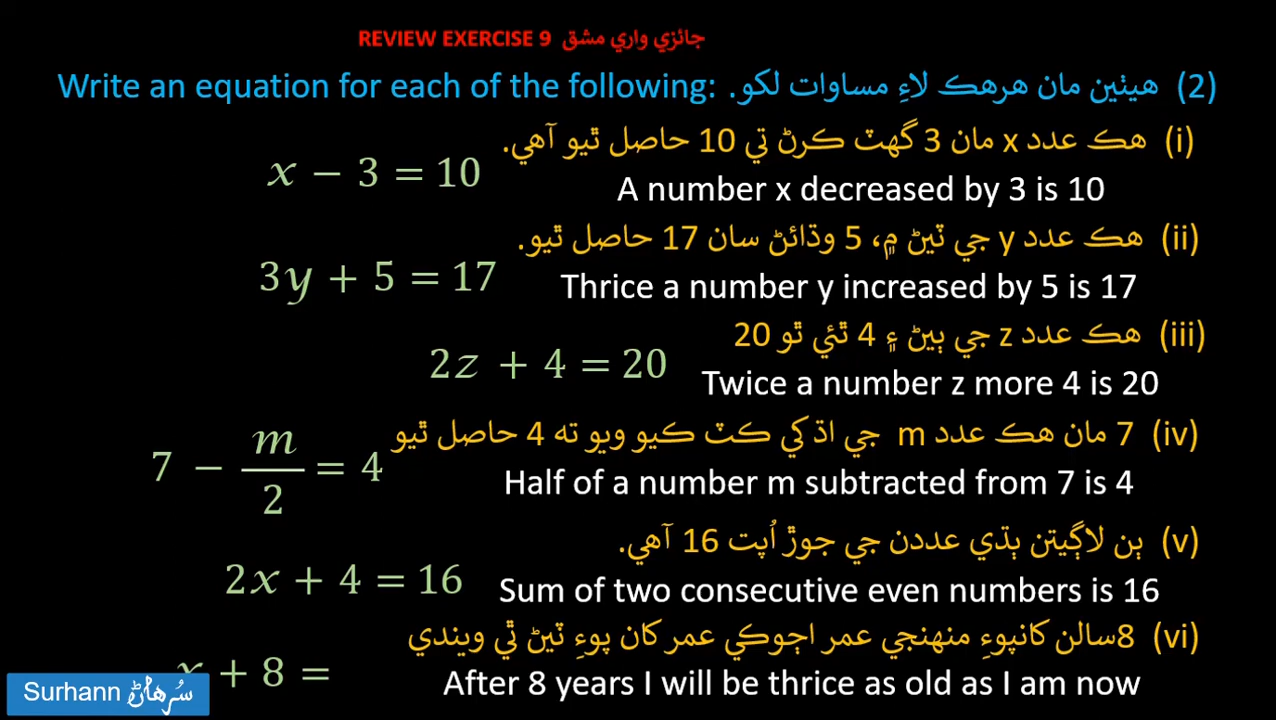 REVIEW EXERCISE 9 جائزي واري مشق
Write an equation for each of the following: (2) هيٺين مان هرهڪ لاءِ مساوات لکو.
(i) هڪ عدد x مان 3 گهٽ ڪرڻ تي 10 حاصل ٿيو آهي.
x − 3 = 10
A number x decreased by 3 is 10
(ii) هڪ عدد y جي ٽيڻ ۾، 5 وڌائڻ سان 17 حاصل ٿيو.
3y + 5 = 17
Thrice a number y increased by 5 is 17
(iii) هڪ عدد z جي ٻيڻ ۽ 4 ٿئي ٿو 20
2z + 4 = 20
Twice a number z more 4 is 20
(iv) 7 مان هڪ عدد m جي اڌ کي ڪٽ ڪيو ويو ته 4 حاصل ٿيو
7 − m/2 = 4
Half of a number m subtracted from 7 is 4
(v) ٻن لاڳيتن ٻڌي عددن جي جوڙ اُپت 16 آهي.
2x + 4 = 16
Sum of two consecutive even numbers is 16
(vi) 8سالن کانپوءِ منهنجي عمر اڄوڪي عمر کان پوءِ ٽيڻ ٿي ويندي
x + 8 =
After 8 years I will be thrice as old as I am now
Surhann سُرهاڻ